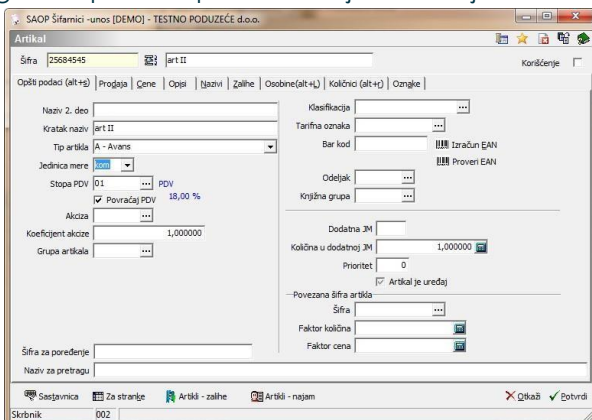 SAOP Šifarnici -unos [DEMO] - TESTNO PODUZEĆE d.o.o.
Artikal
Šifra 25684545 art II Korišćenje
Opšti podaci (alt+s) Prodaja Cene Opisi Nazivi Zalihe Osobine(alt+L) Količnici (alt+r) Oznake
Naziv 2. deo
Kratak naziv art II
Tip artikla A - Avans
Jedinica mere kom
Stopa PDV 01 ... PDV
Povraćaj PDV 18,00 %
Akciza ...
Koeficijent akcize 1,000000
Grupa artikala ...
Klasifikacija ...
Tarifna oznaka ...
Bar kod Izračun EAN
Proveri EAN
Odeljak ...
Knjižna grupa ...
Dodatna JM
Količina u dodatnoj JM 1,000000
Prioritet 0
Artikal je uređaj
Povezana šifra artikla
Šifra ...
Faktor količina
Faktor cena
Šifra za poređenje
Naziv za pretragu
Sastavnica Za stranke Artikli - zalihe Artikli - najam Otkaži Potvrdi
Skrbnik 002